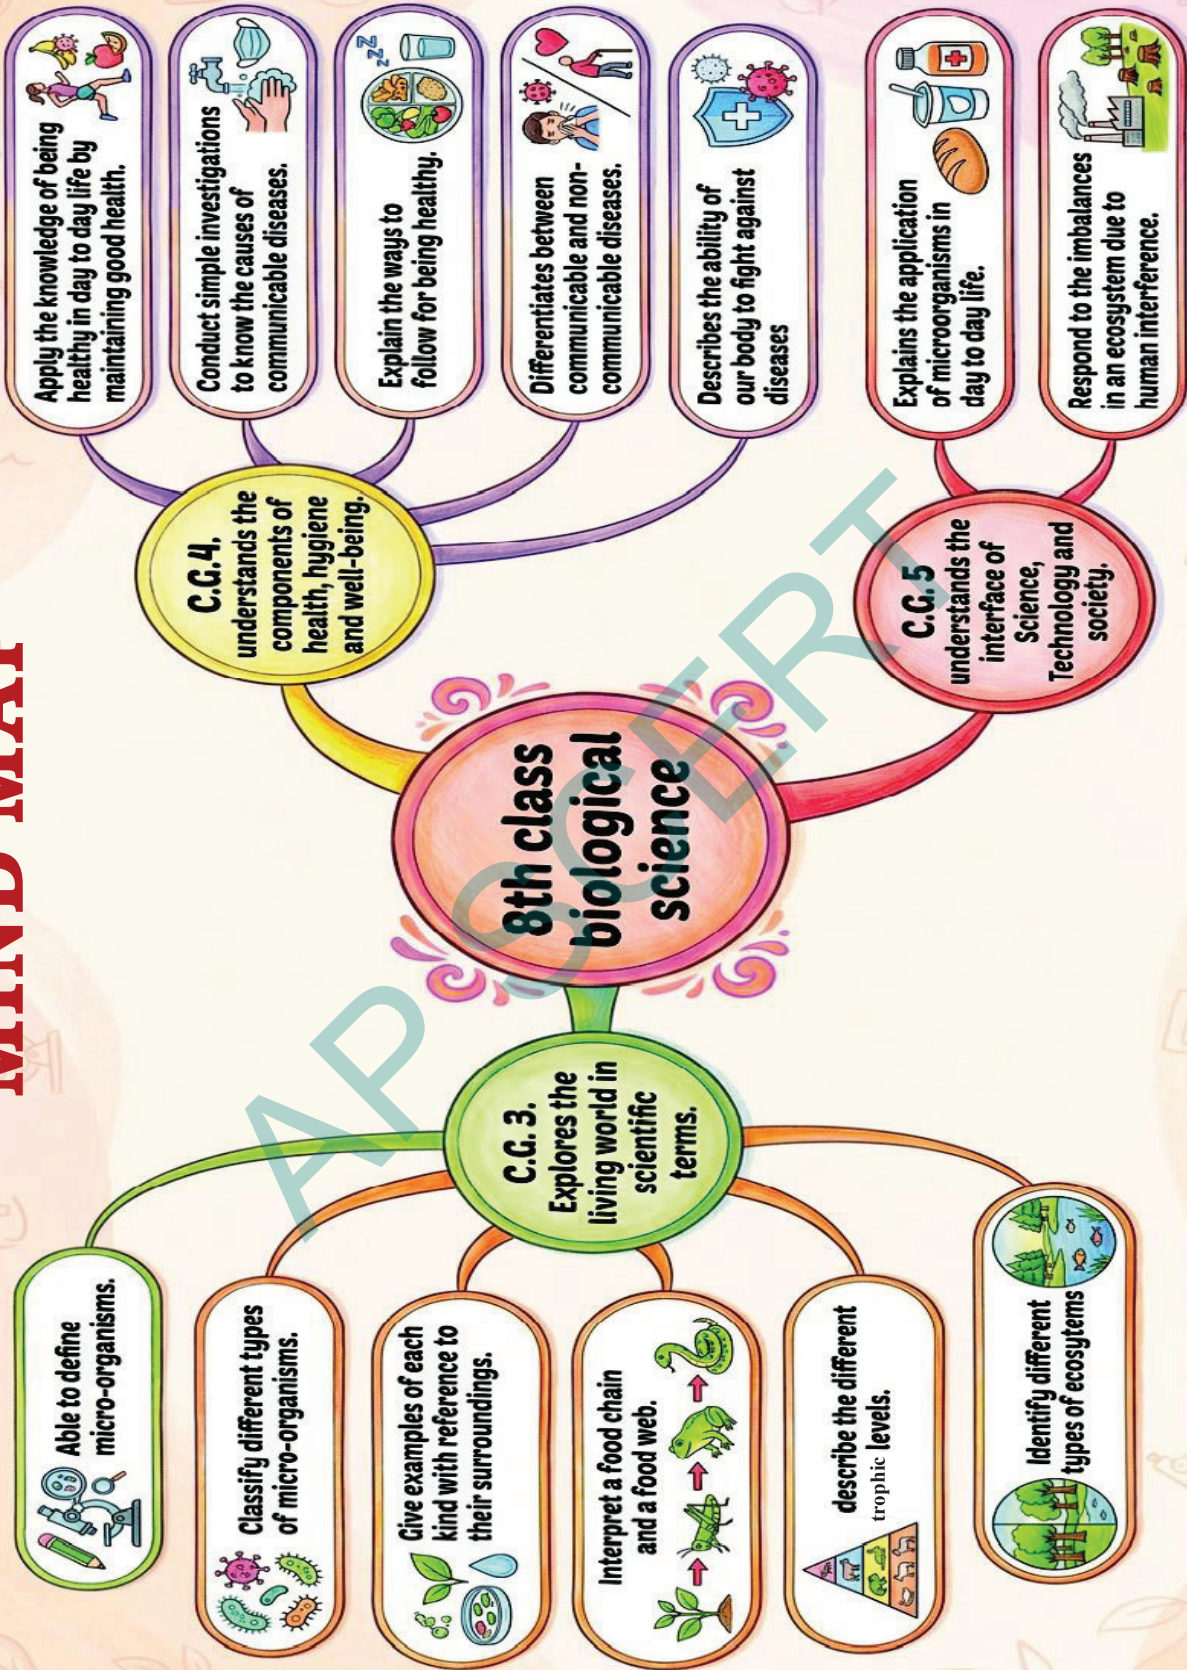 MIND MAP
8th class
biological
science
C.G. 3.
Explores the
living world in
scientific
terms.
Able to define
micro-organisms.
Classify different types
of micro-organisms.
Give examples of each
kind with reference to
their surroundings.
Interpret a food chain
and a food web.
describe the different
trophic levels.
Identify different
types of ecosytems
C.G.4.
understands the
components of
health, hygiene
and well-being.
Apply the knowledge of being
healthy in day to day life by
maintaining good health.
Conduct simple investigations
to know the causes of
communicable diseases.
Explain the ways to
follow for being healthy.
Differentiates between
communicable and non-
communicable diseases.
Describes the ability of
our body to fight against
diseases
C.G.5
understands the
interface of
Science,
Technology and
society.
Explains the application
of microorganisms in
day to day life.
Respond to the imbalances
in an ecosystem due to
human interference.
zzZ
AP SCERT